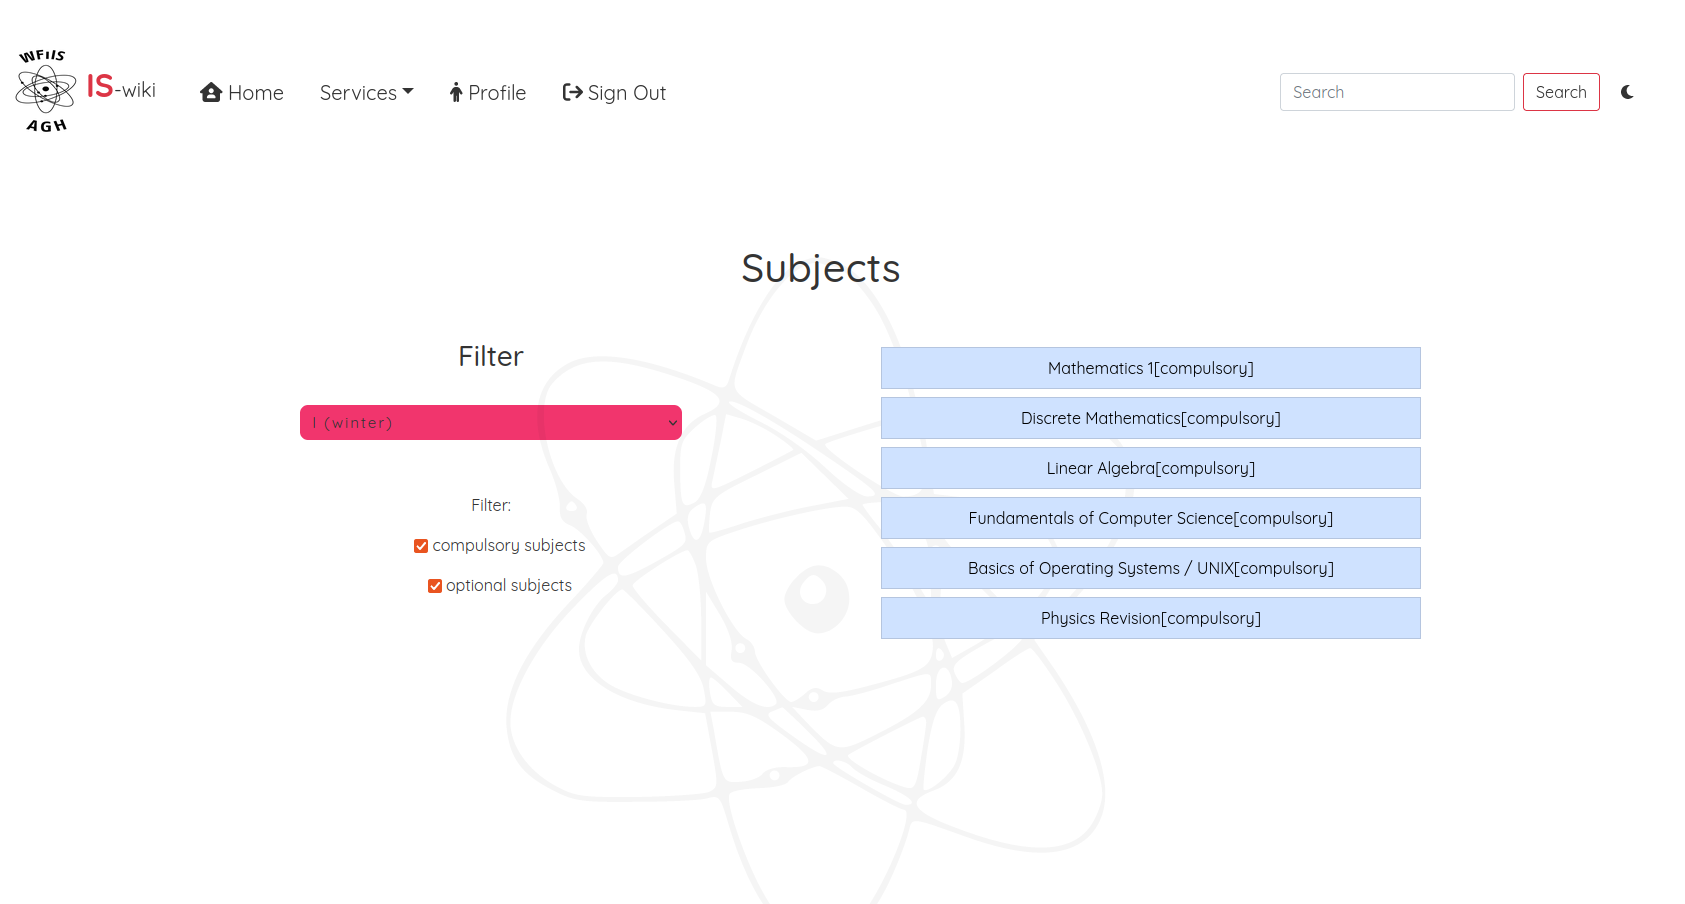 WFiIS
AGH
IS-wiki
Home
Services
Profile
Sign Out
Search
Search
Subjects
Filter
I (winter)
Filter:
compulsory subjects
optional subjects
Mathematics 1[compulsory]
Discrete Mathematics[compulsory]
Linear Algebra[compulsory]
Fundamentals of Computer Science[compulsory]
Basics of Operating Systems / UNIX[compulsory]
Physics Revision[compulsory]